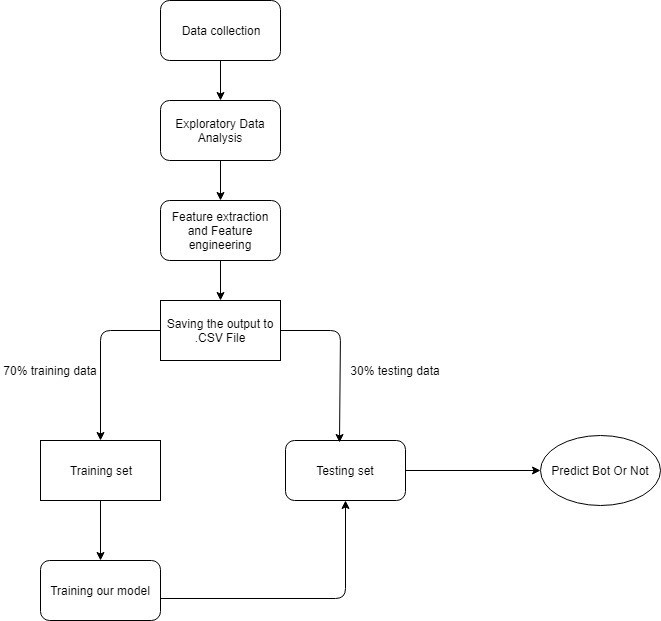 Data collection
Exploratory Data
Analysis
Feature extraction
and Feature
engineering
Saving the output to
.CSV File
70% training data
30% testing data
Training set
Testing set
Predict Bot Or Not
Training our model